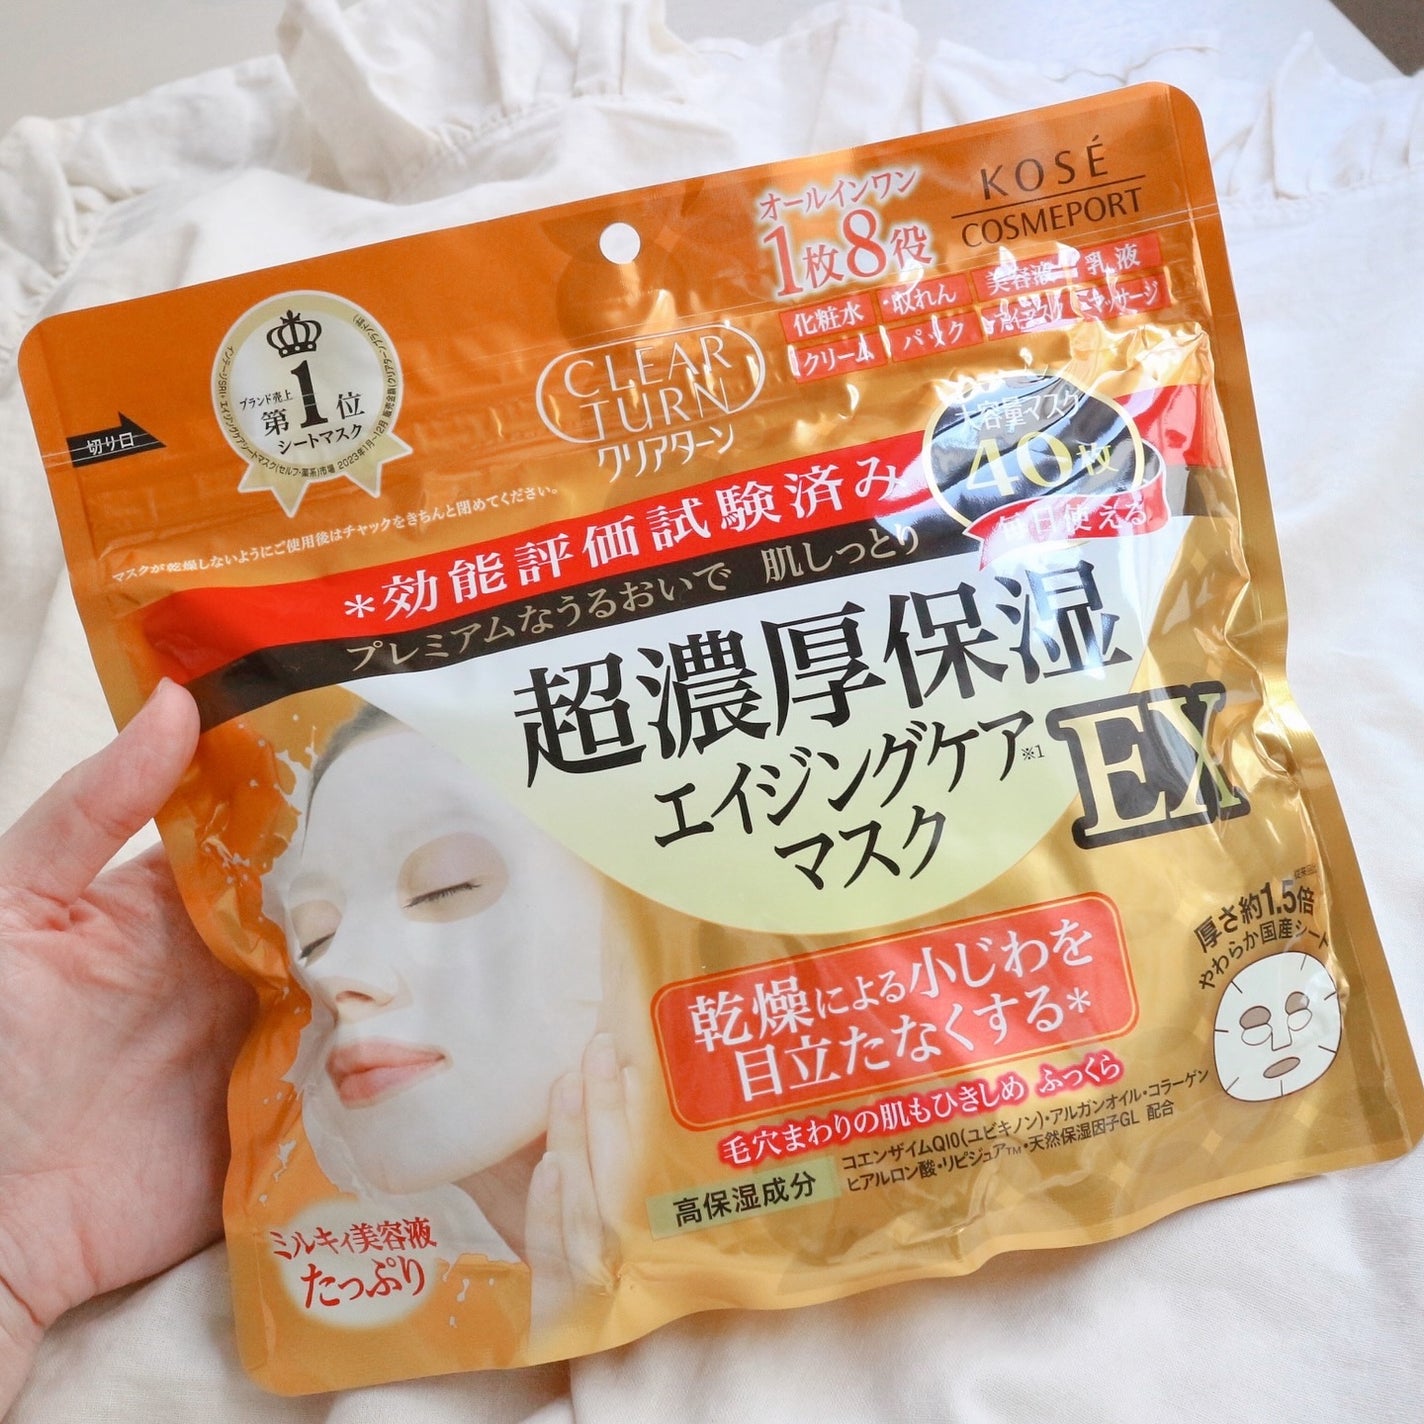 KOSÉ
COSMEPORT
オールインワン
1枚8役
化粧水 収れん 美容液 乳液
クリーム パック アイマスク マッサージ
ブランド売上
第1位
シートマスク
切り口
CLEAR
TURN
クリアターン
大容量マスク
40枚
毎日使える
マスクが乾燥しないようにご使用後はチャックをきちんと閉めてください。
*効能評価試験済み
プレミアムなうるおいで 肌しっとり
超濃厚保湿
エイジングケア※1
マスク
EX
厚さ約1.5倍
やわらか国産シート
乾燥による小じわを
目立たなくする*
毛穴まわりの肌もひきしめ ふっくら
高保湿成分
コエンザイムQ10(ユビキノン)・アルガンオイル・コラーゲン
ヒアルロン酸・リピジュア™・天然保湿因子GL 配合
ミルキィ美容液
たっぷり